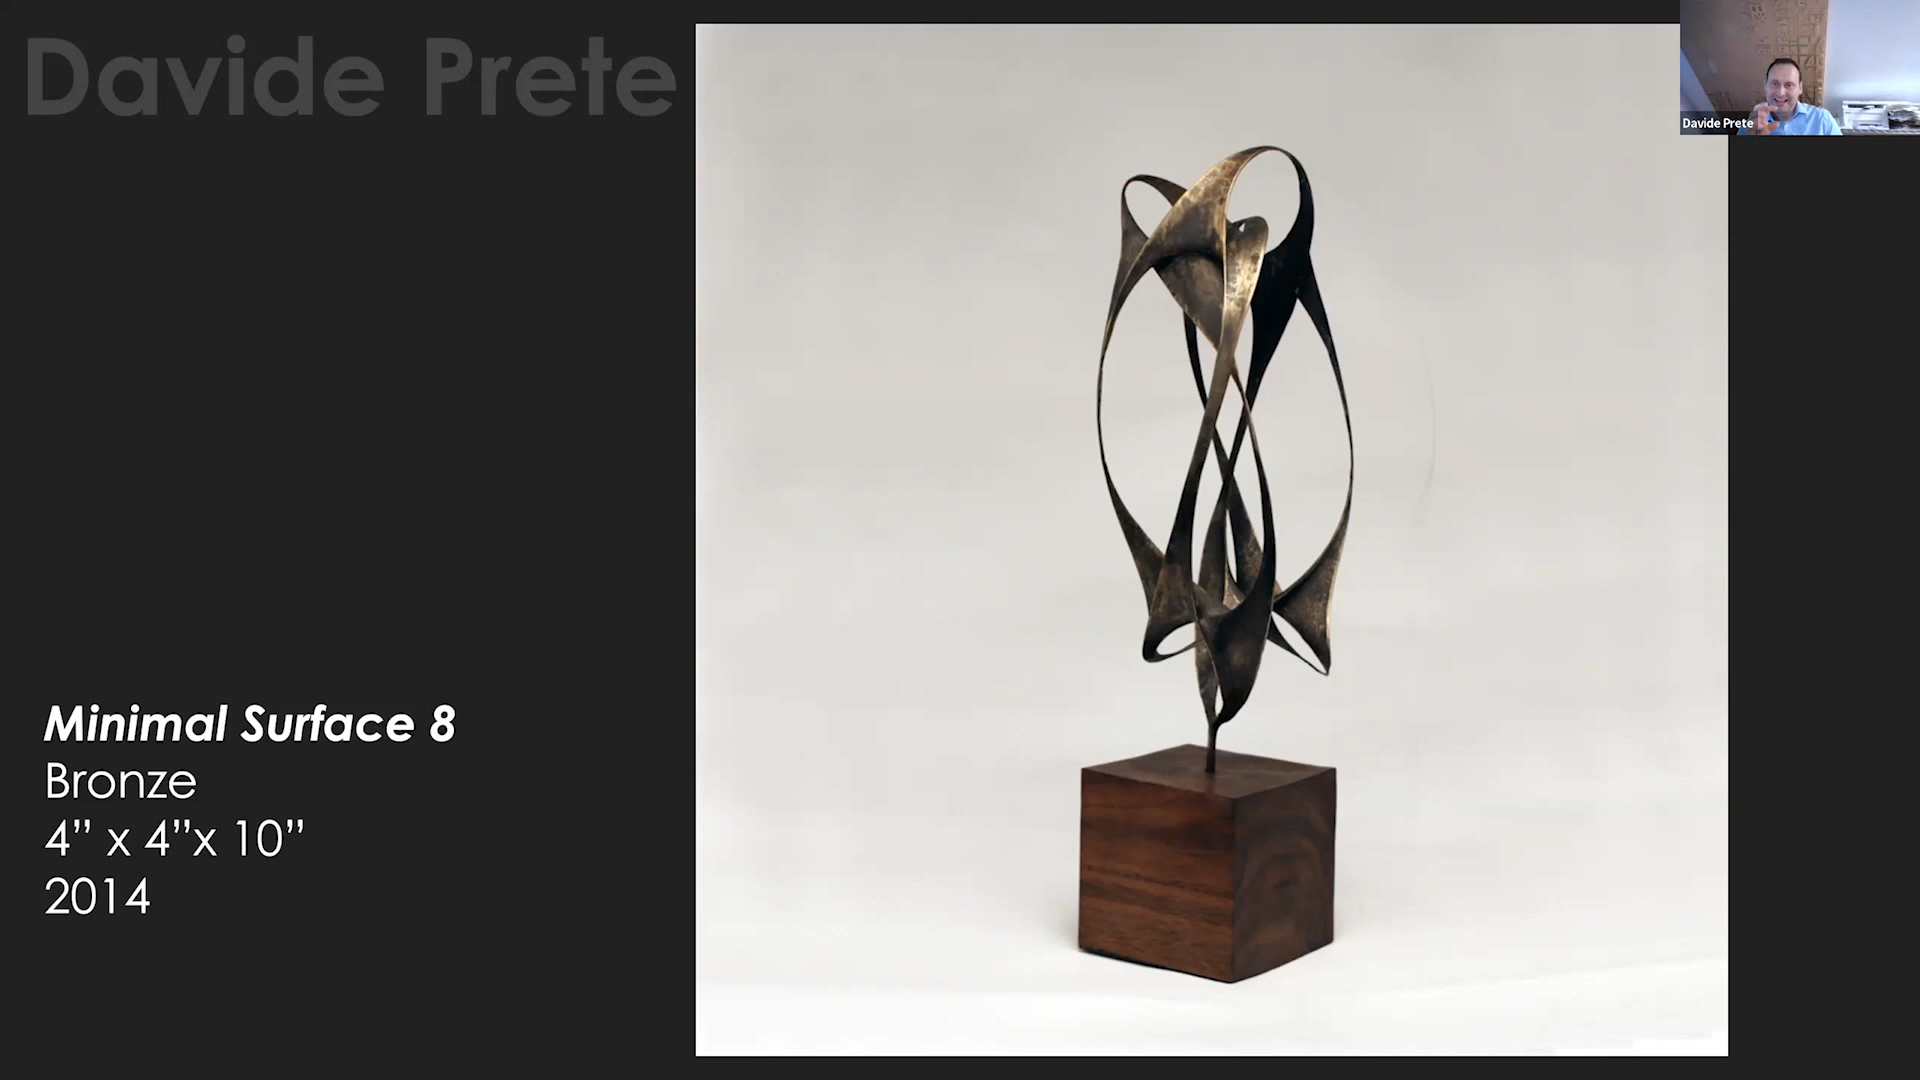 Davide Prete
Davide Prete
Minimal Surface 8
Bronze
4” x 4”x 10”
2014